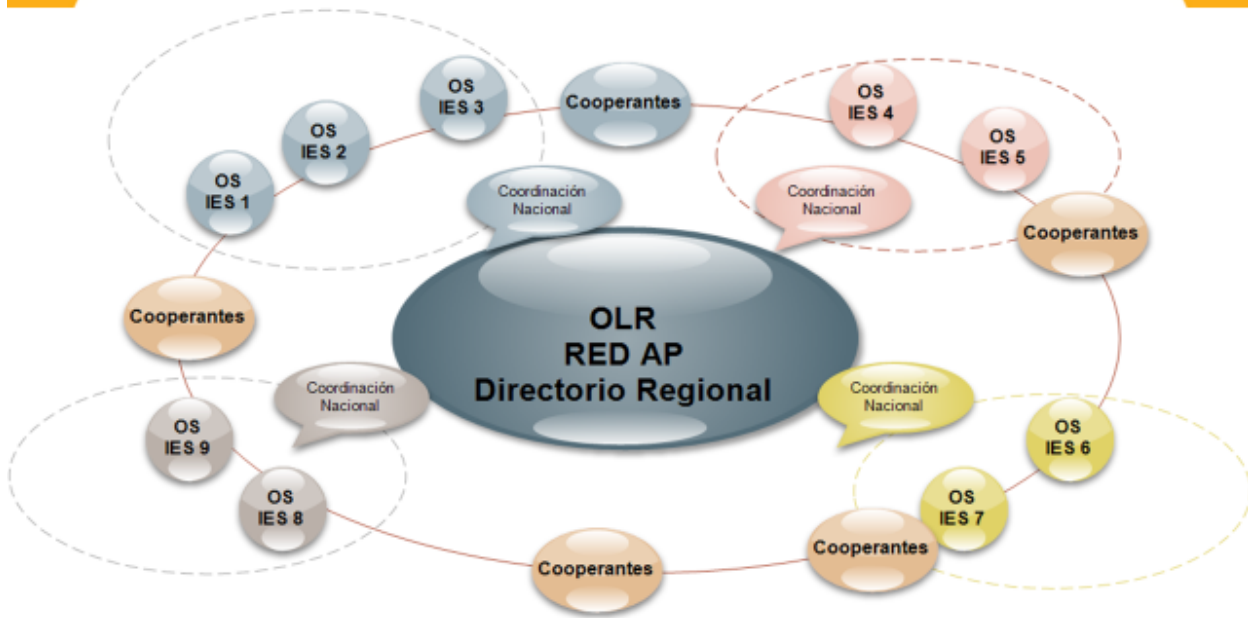 OS
IES 1
OS
IES 2
OS
IES 3
Cooperantes
OS
IES 4
OS
IES 5
Coordinación
Nacional
Coordinación
Nacional
Cooperantes
Cooperantes
OLR
RED AP
Directorio Regional
Coordinación
Nacional
Coordinación
Nacional
OS
IES 9
OS
IES 8
OS
IES 6
OS
IES 7
Cooperantes
Cooperantes